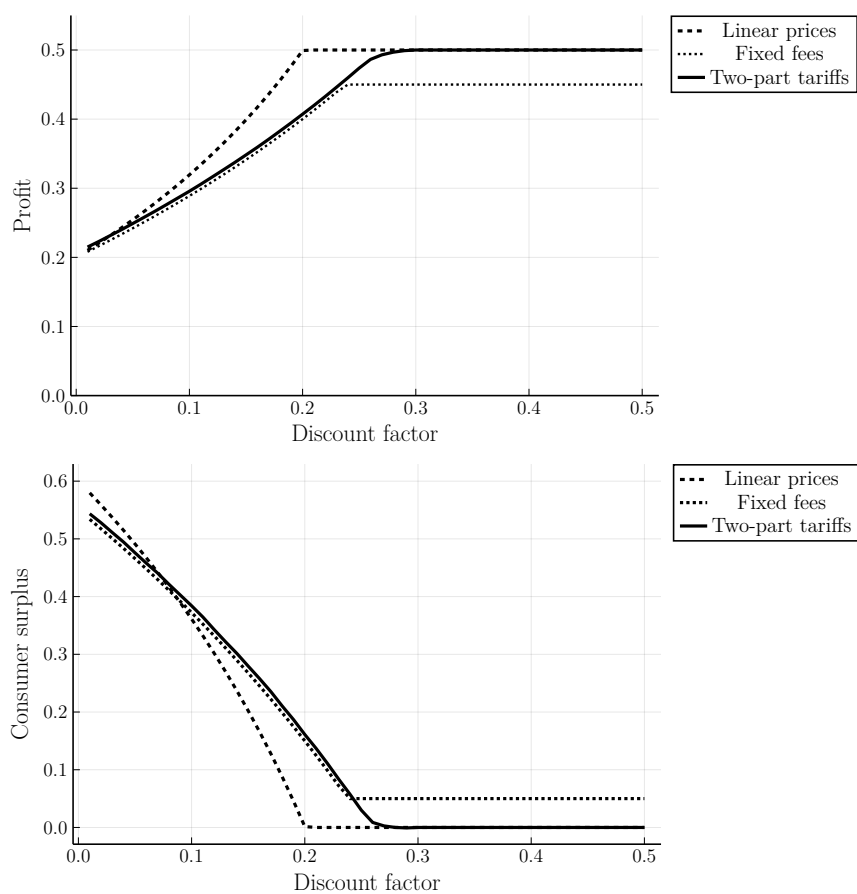 Linear prices
Fixed fees
Two-part tariffs
Profit
0.5
0.4
0.3
0.2
0.1
0.0
0.0 0.1 0.2 0.3 0.4 0.5
Discount factor
Linear prices
Fixed fees
Two-part tariffs
Consumer surplus
0.6
0.5
0.4
0.3
0.2
0.1
0.0
0.0 0.1 0.2 0.3 0.4 0.5
Discount factor